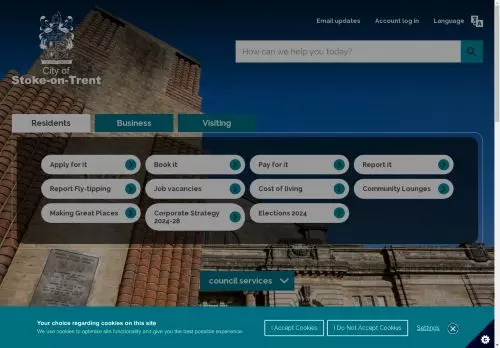 Email updates Account log in Language
City of
Stoke-on-Trent
How can we help you today?
Residents Business Visiting
Apply for it Book it Pay for it Report it
Report Fly-tipping Job vacancies Cost of living Community Lounges
Making Great Places Corporate Strategy 2024-28 Elections 2024
council services
Your choice regarding cookies on this site
We use cookies to optimise site functionality and give you the best possible experience.
I Accept Cookies I Do Not Accept Cookies Settings